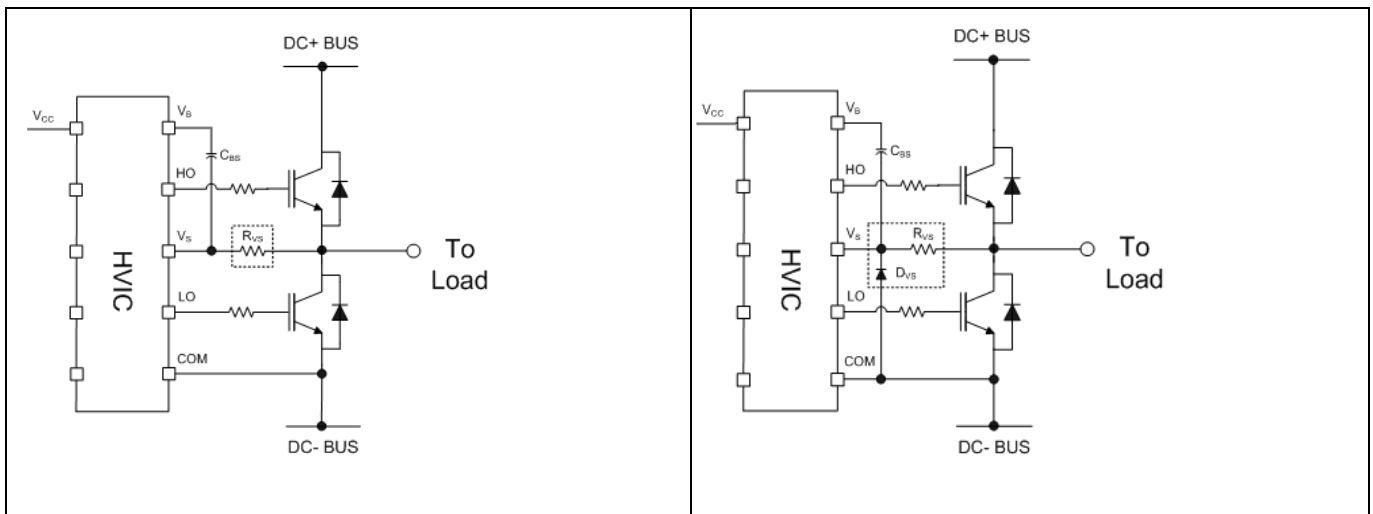 DC+ BUS
VCC
VB
CBS
HO
VS
RVS
To
Load
HVIC
LO
COM
DC- BUS
DC+ BUS
VCC
VB
CBS
HO
VS
RVS
To
Load
HVIC
DVS
LO
COM
DC- BUS